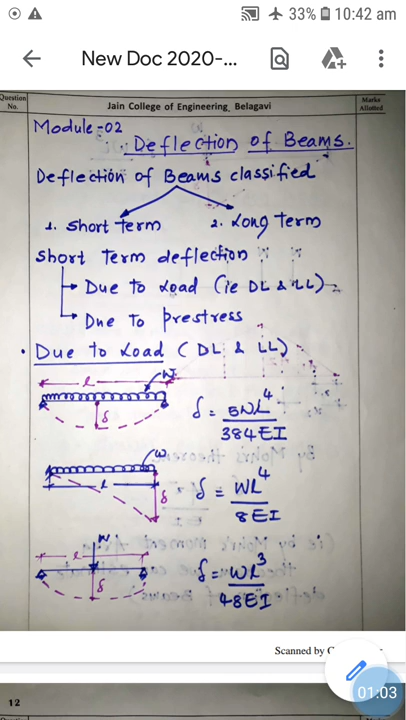 33% 10:42 am
New Doc 2020-...
Question No.
Jain College of Engineering, Belagavi
Marks Allotted
Module-02
Deflection of Beams.
Deflection of Beams classified
1. Short term
2. Long Term
Short Term deflection
Due to Load (ie DL & LL)
Due to prestress
Due to Load (DL & LL)
l
W
δ
δ = 5WL⁴/384EI
w
l
δ
δ = WL⁴/8EI
W
l
δ
δ = WL³/48EI
Scanned by C
01:03
12